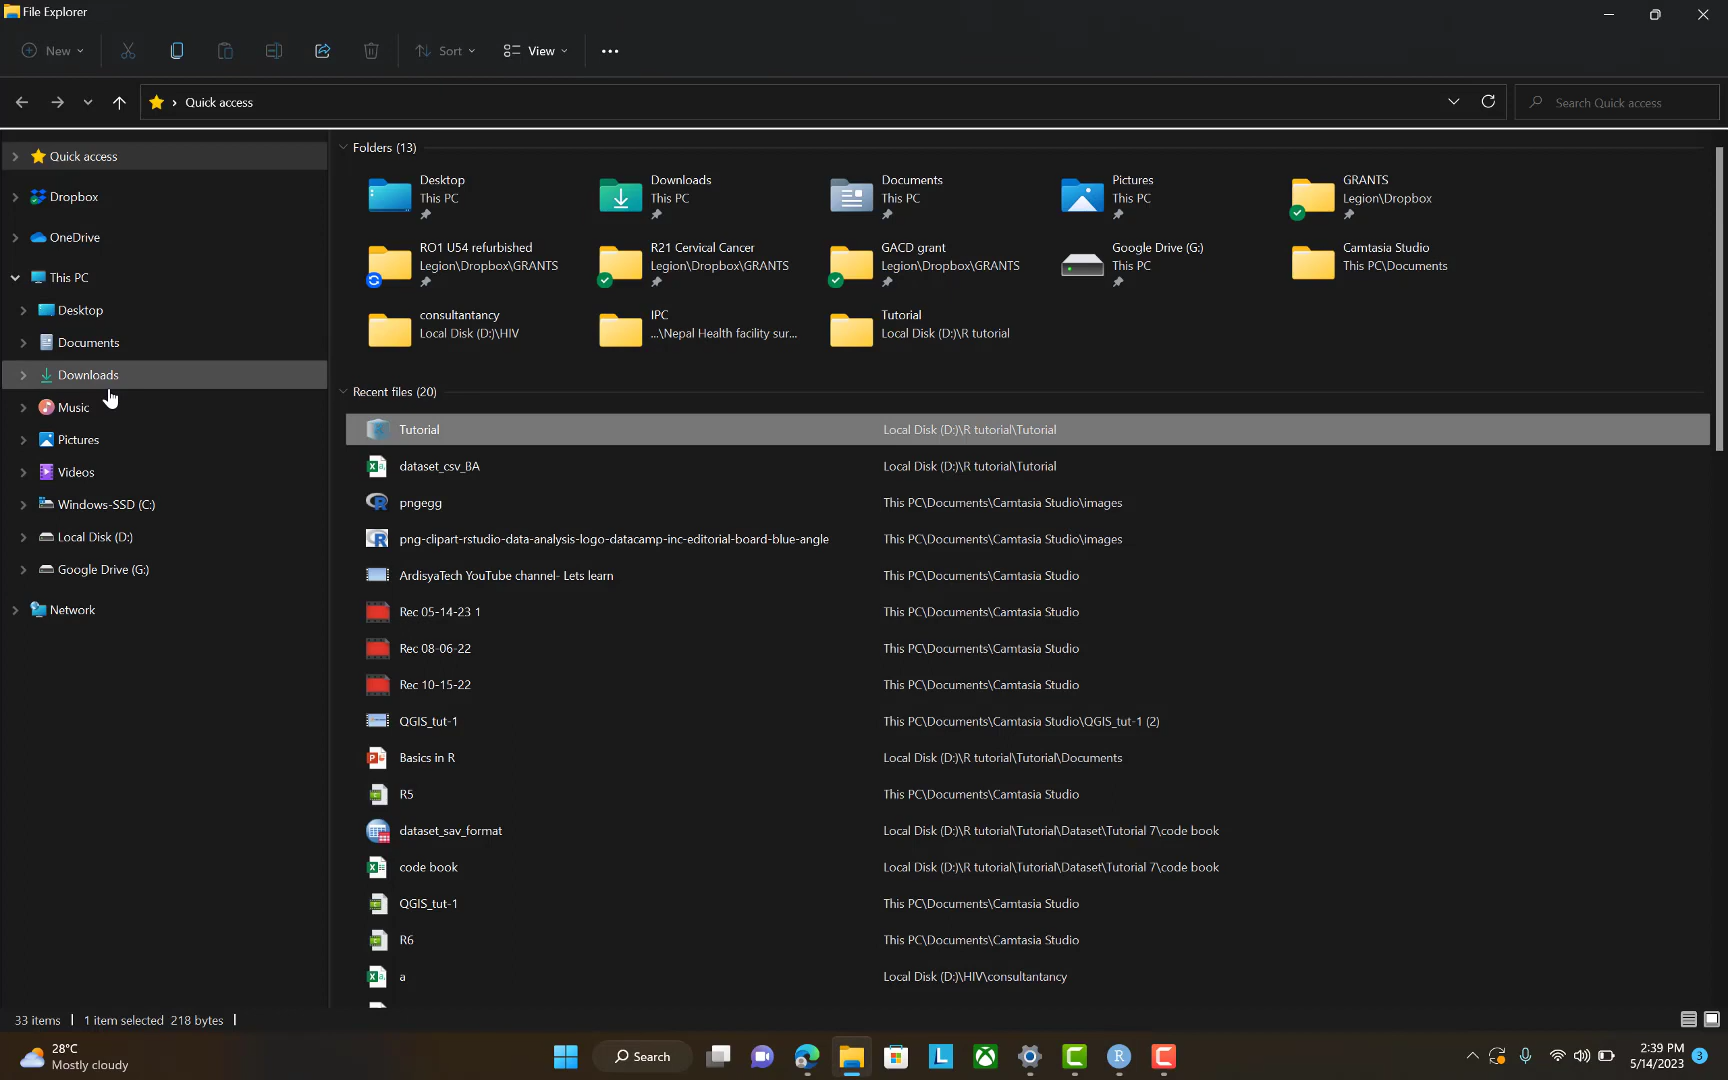 File Explorer
New
Sort
View
Quick access
Search Quick access
Quick access
Dropbox
OneDrive
This PC
Desktop
Documents
Downloads
Music
Pictures
Videos
Windows-SSD (C:)
Local Disk (D:)
Google Drive (G:)
Network
Folders (13)
Desktop
This PC
Downloads
This PC
Documents
This PC
Pictures
This PC
GRANTS
Legion\Dropbox
RO1 U54 refurbished
Legion\Dropbox\GRANTS
R21 Cervical Cancer
Legion\Dropbox\GRANTS
GACD grant
Legion\Dropbox\GRANTS
Google Drive (G:)
This PC
Camtasia Studio
This PC\Documents
consultantancy
Local Disk (D:)\HIV
IPC
...\Nepal Health facility sur...
Tutorial
Local Disk (D:)\R tutorial
Recent files (20)
Tutorial Local Disk (D:)\R tutorial\Tutorial
dataset_csv_BA Local Disk (D:)\R tutorial\Tutorial
pngegg This PC\Documents\Camtasia Studio\images
png-clipart-rstudio-data-analysis-logo-datacamp-inc-editorial-board-blue-angle This PC\Documents\Camtasia Studio\images
ArdisyaTech YouTube channel- Lets learn This PC\Documents\Camtasia Studio
Rec 05-14-23 1 This PC\Documents\Camtasia Studio
Rec 08-06-22 This PC\Documents\Camtasia Studio
Rec 10-15-22 This PC\Documents\Camtasia Studio
QGIS_tut-1 This PC\Documents\Camtasia Studio\QGIS_tut-1 (2)
Basics in R Local Disk (D:)\R tutorial\Tutorial\Documents
R5 This PC\Documents\Camtasia Studio
dataset_sav_format Local Disk (D:)\R tutorial\Tutorial\Dataset\Tutorial 7\code book
code book Local Disk (D:)\R tutorial\Tutorial\Dataset\Tutorial 7\code book
QGIS_tut-1 This PC\Documents\Camtasia Studio
R6 This PC\Documents\Camtasia Studio
a Local Disk (D:)\HIV\consultantancy
33 items 1 item selected 218 bytes
28°C
Mostly cloudy
Search
2:39 PM
5/14/2023
3